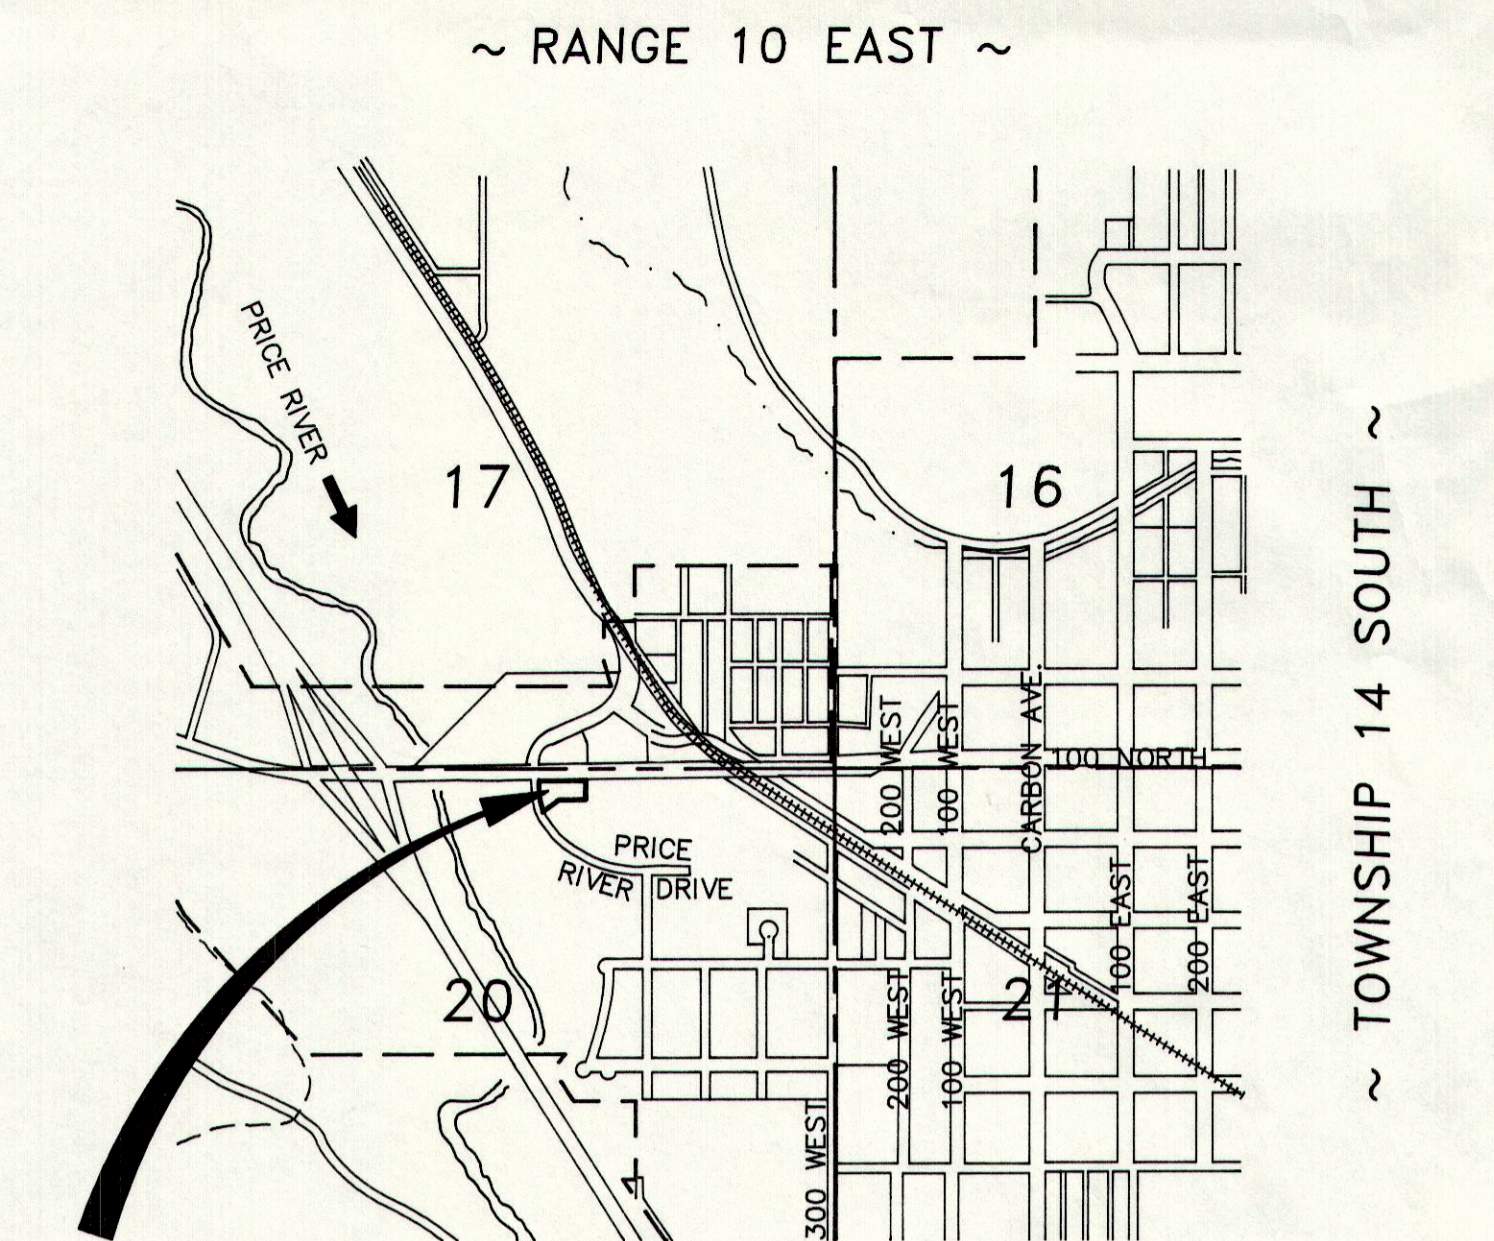 ~ RANGE 10 EAST ~
PRICE RIVER
17
16
~ TOWNSHIP 14 SOUTH ~
200 WEST
100 WEST
CARBON AVE.
100 NORTH
PRICE
RIVER DRIVE
100 EAST
200 EAST
20
21
200 WEST
100 WEST
300 WEST